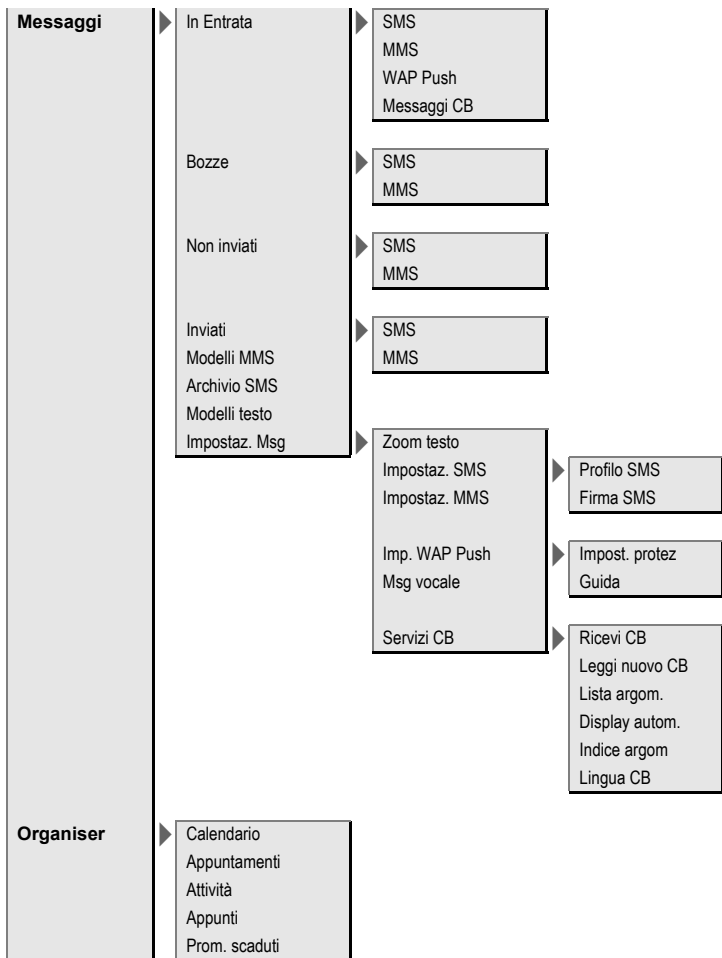 Messaggi
In Entrata
SMS
MMS
WAP Push
Messaggi CB
Bozze
SMS
MMS
Non inviati
SMS
MMS
Inviati
SMS
MMS
Modelli MMS
Archivio SMS
Modelli testo
Impostaz. Msg
Zoom testo
Impostaz. SMS
Profilo SMS
Firma SMS
Impostaz. MMS
Imp. WAP Push
Impost. protez
Guida
Msg vocale
Servizi CB
Ricevi CB
Leggi nuovo CB
Lista argom.
Display autom.
Indice argom
Lingua CB
Organiser
Calendario
Appuntamenti
Attività
Appunti
Prom. scaduti